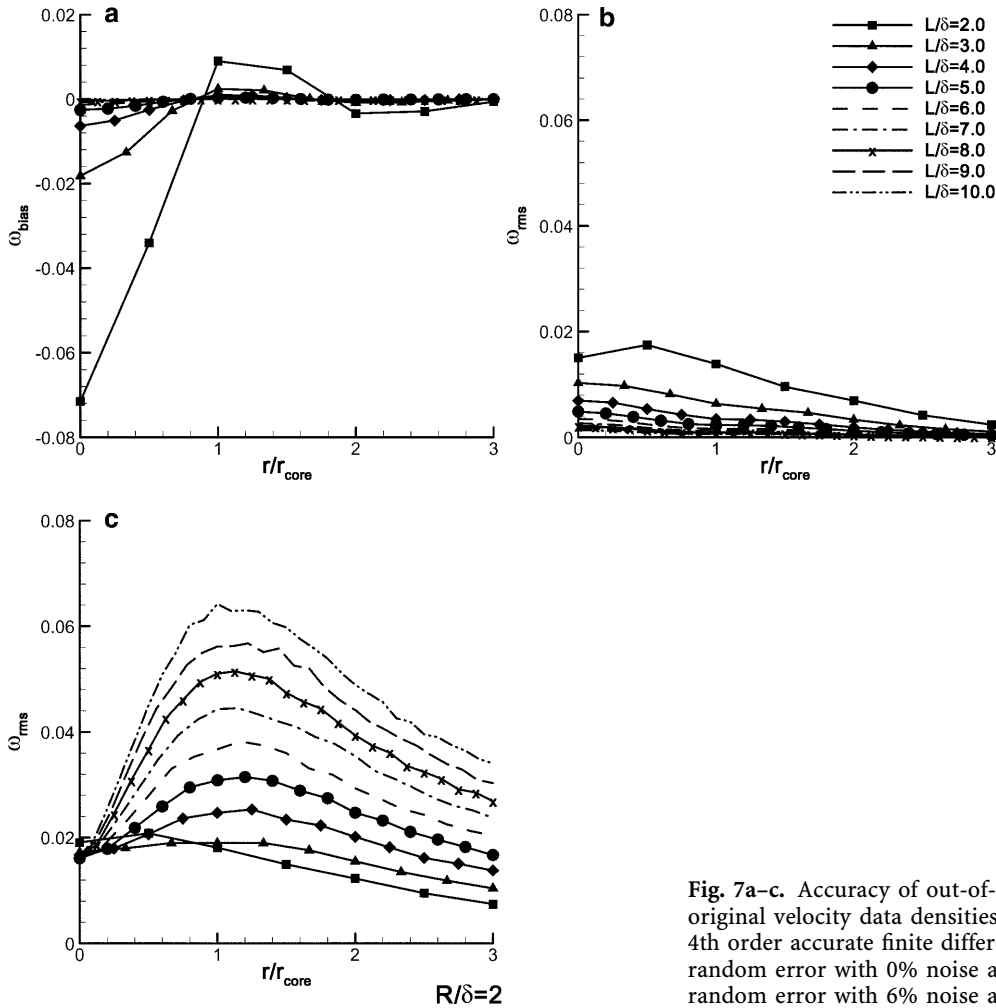 a
0.02
0
-0.02
-0.04
-0.06
-0.08
ω_bias
0 1 2 3
r/r_core
b
0.08
0.06
0.04
0.02
0
ω_rms
0 1 2 3
r/r_core
L/δ=2.0
L/δ=3.0
L/δ=4.0
L/δ=5.0
L/δ=6.0
L/δ=7.0
L/δ=8.0
L/δ=9.0
L/δ=10.0
c
0.08
0.06
0.04
0.02
0
ω_rms
0 1 2 3
r/r_core
R/δ=2
Fig. 7a–c. Accuracy of out-of-
original velocity data densities
4th order accurate finite differe
random error with 0% noise a
random error with 6% noise a